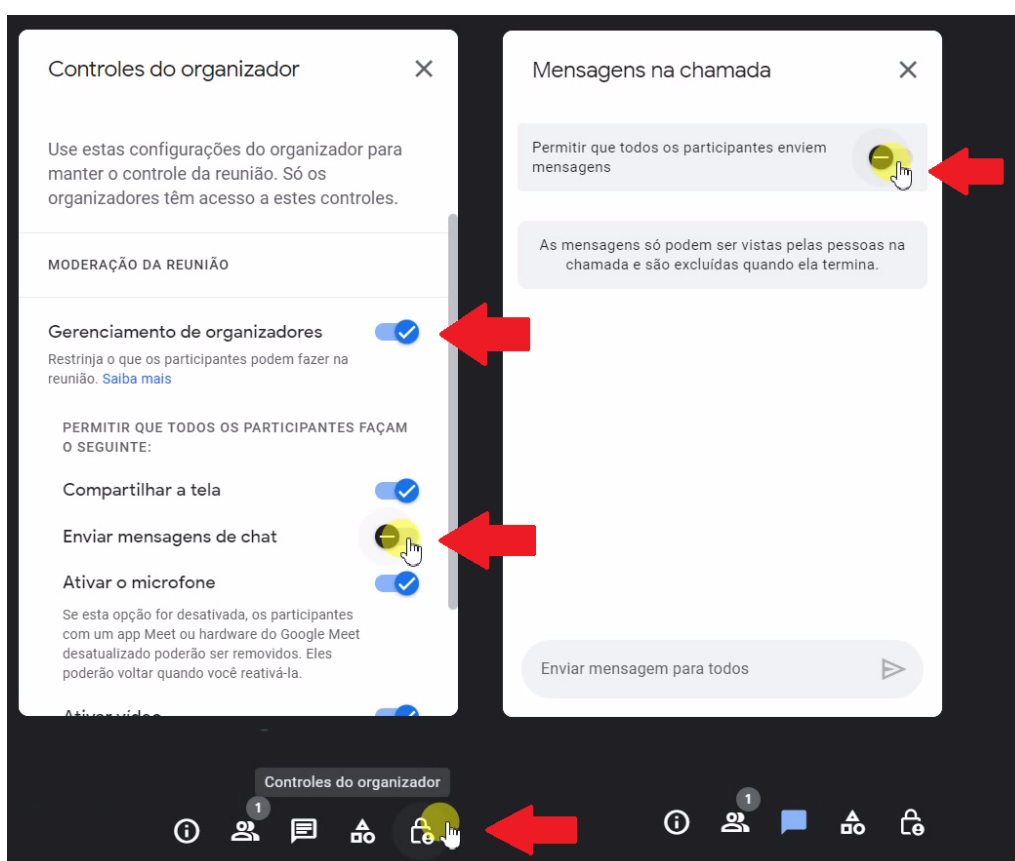 Controles do organizador
Use estas configurações do organizador para
manter o controle da reunião. Só os
organizadores têm acesso a estes controles.
MODERAÇÃO DA REUNIÃO
Gerenciamento de organizadores
Restrinja o que os participantes podem fazer na
reunião. Saiba mais
PERMITIR QUE TODOS OS PARTICIPANTES FAÇAM
O SEGUINTE:
Compartilhar a tela
Enviar mensagens de chat
Ativar o microfone
Se esta opção for desativada, os participantes
com um app Meet ou hardware do Google Meet
desatualizado poderão ser removidos. Eles
poderão voltar quando você reativá-la.
Ativar vídeo
Controles do organizador
1
Mensagens na chamada
Permitir que todos os participantes enviem
mensagens
As mensagens só podem ser vistas pelas pessoas na
chamada e são excluídas quando ela termina.
Enviar mensagem para todos
1